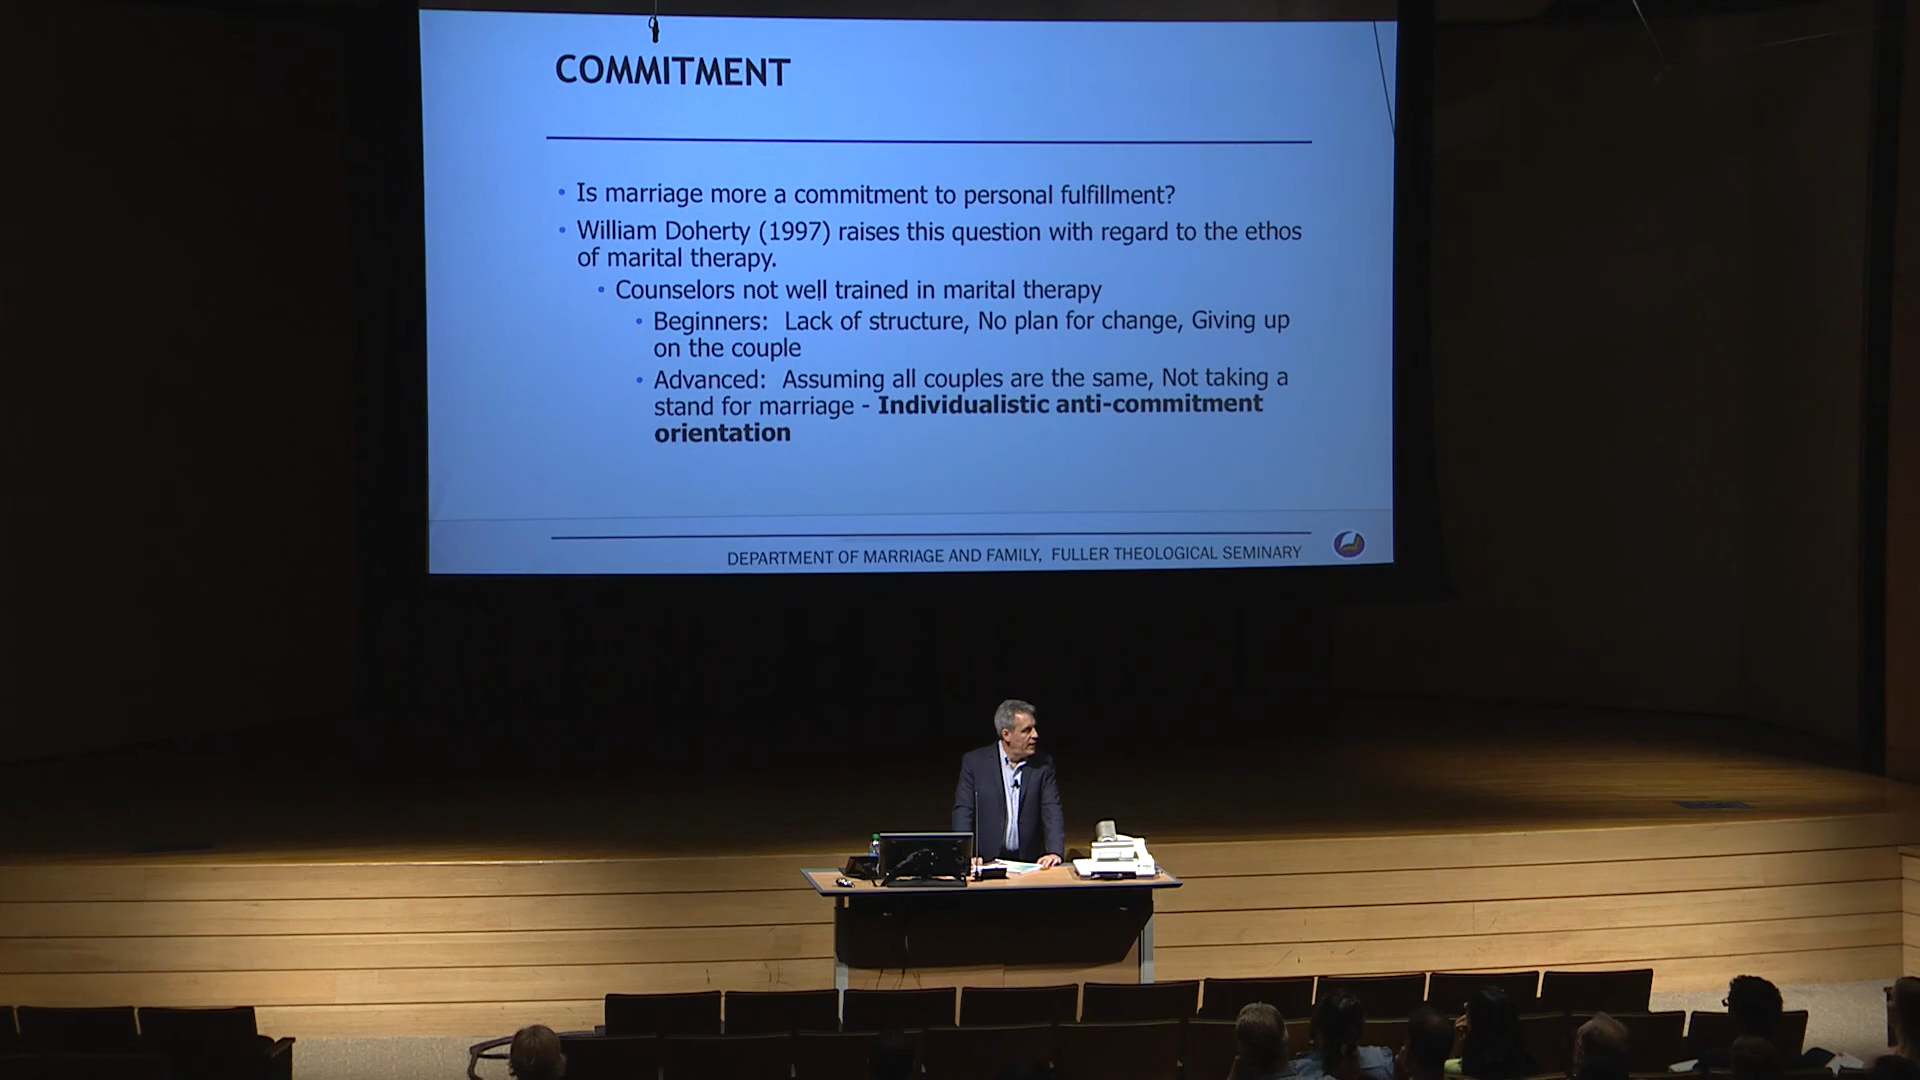 COMMITMENT
• Is marriage more a commitment to personal fulfillment?
• William Doherty (1997) raises this question with regard to the ethos
of marital therapy.
• Counselors not well trained in marital therapy
• Beginners: Lack of structure, No plan for change, Giving up
on the couple
• Advanced: Assuming all couples are the same, Not taking a
stand for marriage - Individualistic anti-commitment
orientation
DEPARTMENT OF MARRIAGE AND FAMILY, FULLER THEOLOGICAL SEMINARY